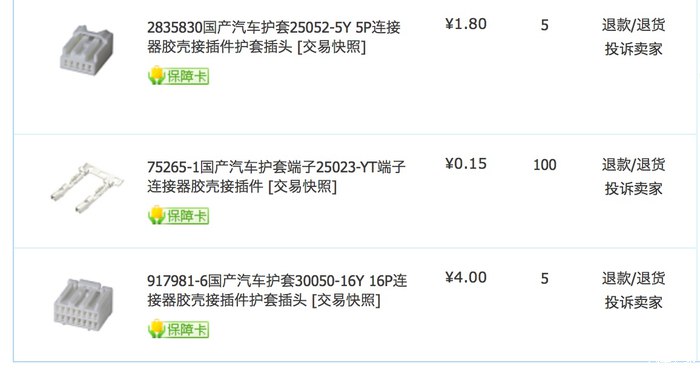 2835830国产汽车护套25052-5Y 5P连接
器胶壳接插件护套插头 [交易快照]
保障卡
¥1.80
5
退款/退货
投诉卖家
75265-1国产汽车护套端子25023-YT端子
连接器胶壳接插件 [交易快照]
保障卡
¥0.15
100
退款/退货
投诉卖家
917981-6国产汽车护套30050-16Y 16P连
接器胶壳接插件护套插头 [交易快照]
保障卡
¥4.00
5
退款/退货
投诉卖家